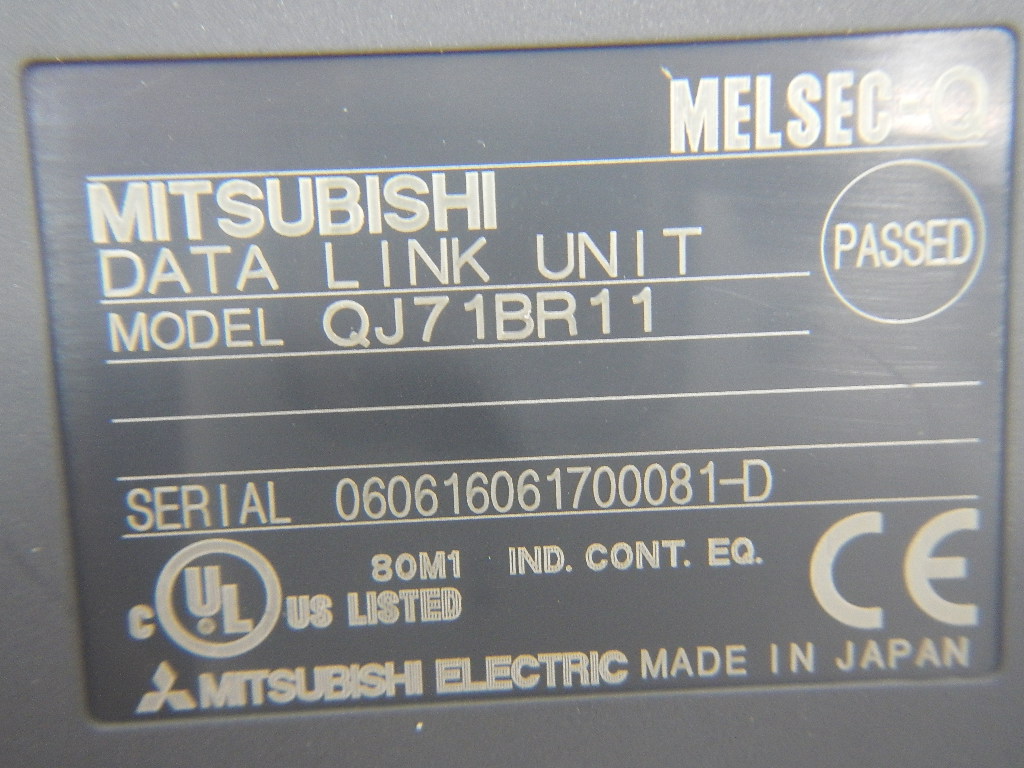 MELSEC-Q
MITSUBISHI
DATA LINK UNIT
PASSED
MODEL QJ71BR11
SERIAL 060616061700081-D
80M1 IND. CONT. EQ.
C UL US LISTED
CE
MITSUBISHI ELECTRIC MADE IN JAPAN